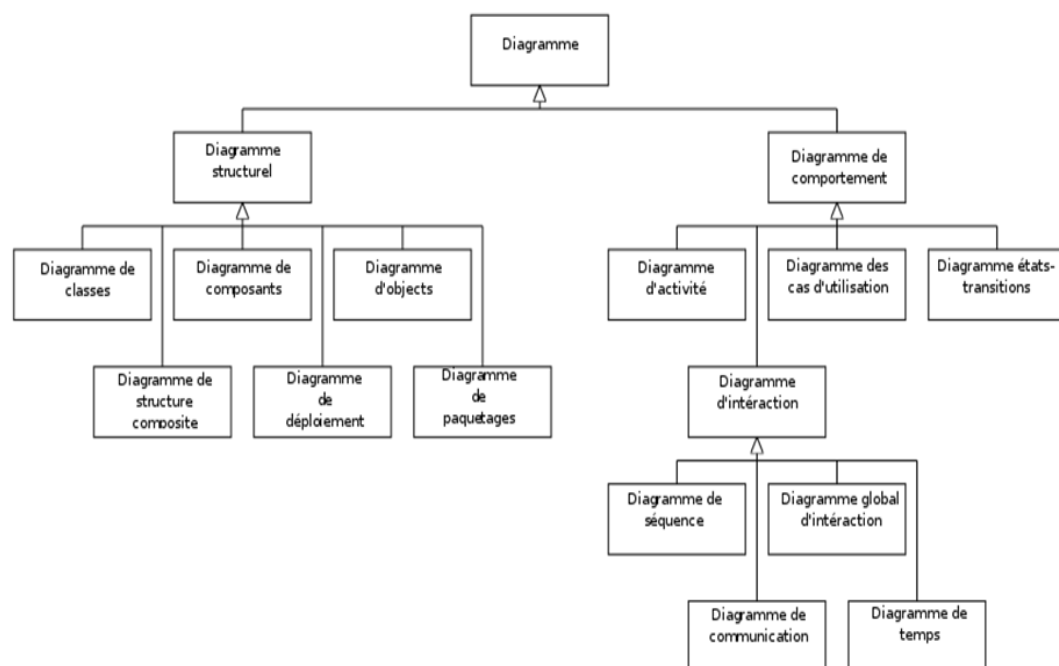 Diagramme
Diagramme
structurel
Diagramme de
comportement
Diagramme de
classes
Diagramme de
composants
Diagramme
d'objects
Diagramme
d'activité
Diagramme des
cas d'utilisation
Diagramme états-
transitions
Diagramme de
structure
composite
Diagramme
de
déploiement
Diagramme
de
paquetages
Diagramme
d'intéraction
Diagramme de
séquence
Diagramme global
d'intéraction
Diagramme de
communication
Diagramme de
temps